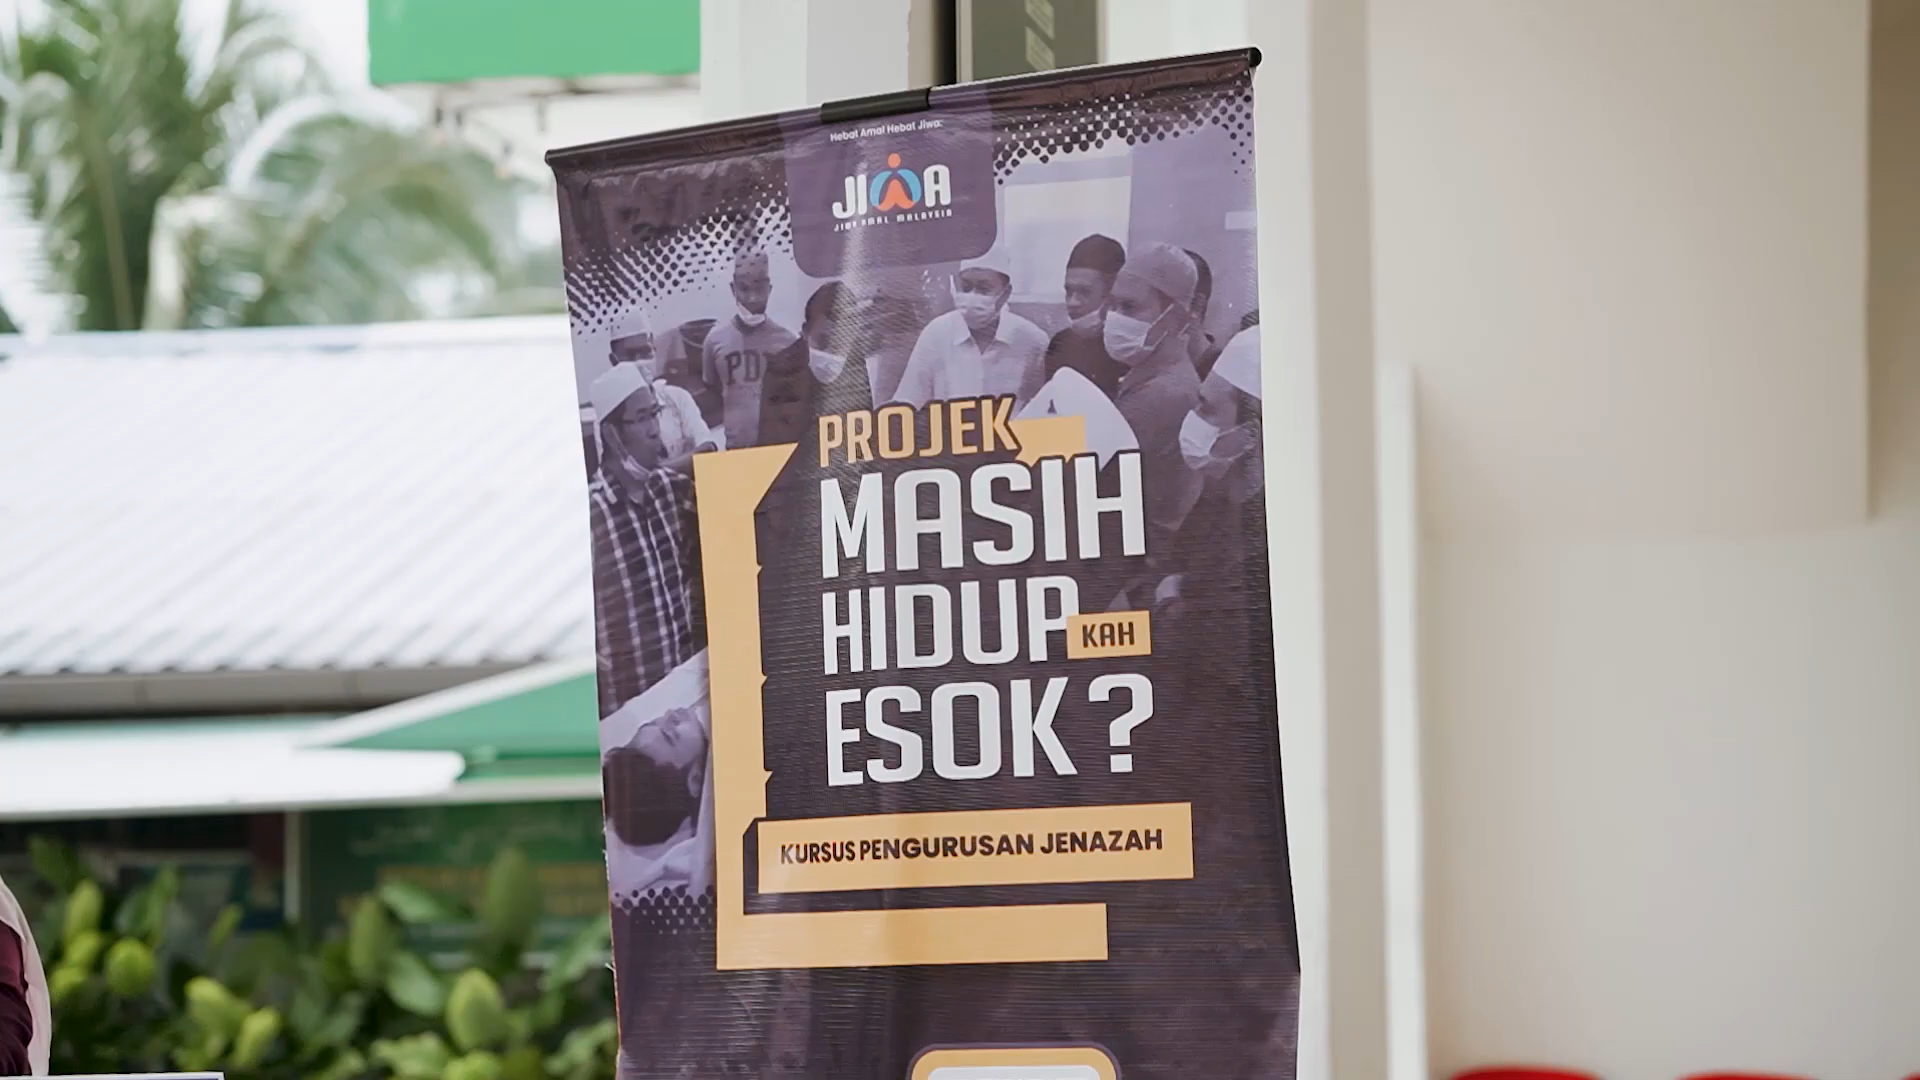 Hebat Amal Hebat Jiwa:
JIWA
JIWA AMAL MALAYSIA
PROJEK
MASIH
HIDUP KAH
ESOK?
KURSUS PENGURUSAN JENAZAH